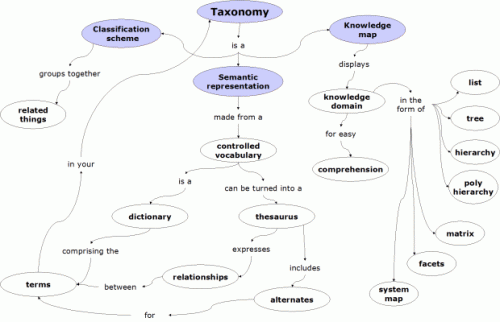 Taxonomy
Classification
scheme
Knowledge
map
is a
groups together
displays
Semantic
representation
related
things
knowledge
domain
in the
form of
list
tree
made from a
for easy
hierarchy
controlled
vocabulary
in your
comprehension
poly
hierarchy
is a
can be turned into a
dictionary
thesaurus
matrix
comprising the
expresses
facets
relationships
includes
terms
between
system
map
alternates
for